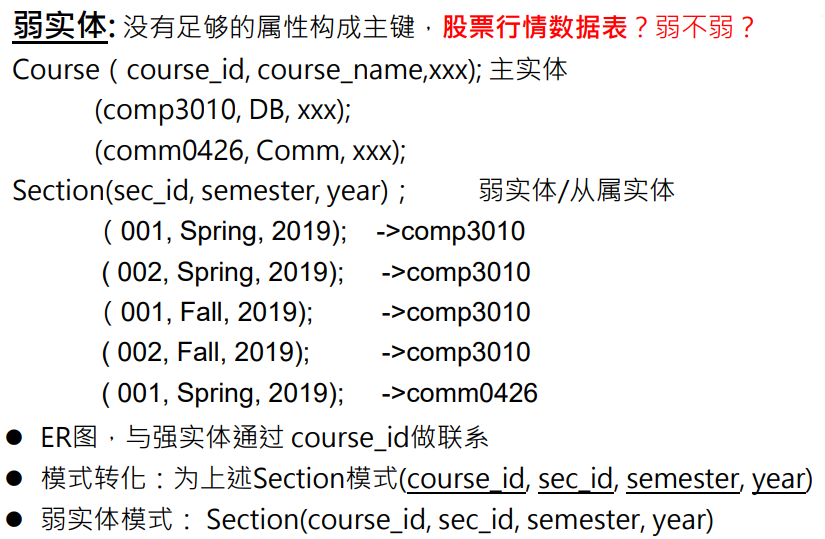 弱实体: 没有足够的属性构成主键，股票行情数据表？弱不弱？
Course（ course_id, course_name,xxx); 主实体
(comp3010, DB, xxx);
(comm0426, Comm, xxx);
Section(sec_id, semester, year)； 弱实体/从属实体
（ 001, Spring, 2019); ->comp3010
( 002, Spring, 2019); ->comp3010
( 001, Fall, 2019); ->comp3010
( 002, Fall, 2019); ->comp3010
( 001, Spring, 2019); ->comm0426
● ER图，与强实体通过 course_id做联系
● 模式转化：为上述Section模式(course_id, sec_id, semester, year)
● 弱实体模式： Section(course_id, sec_id, semester, year)